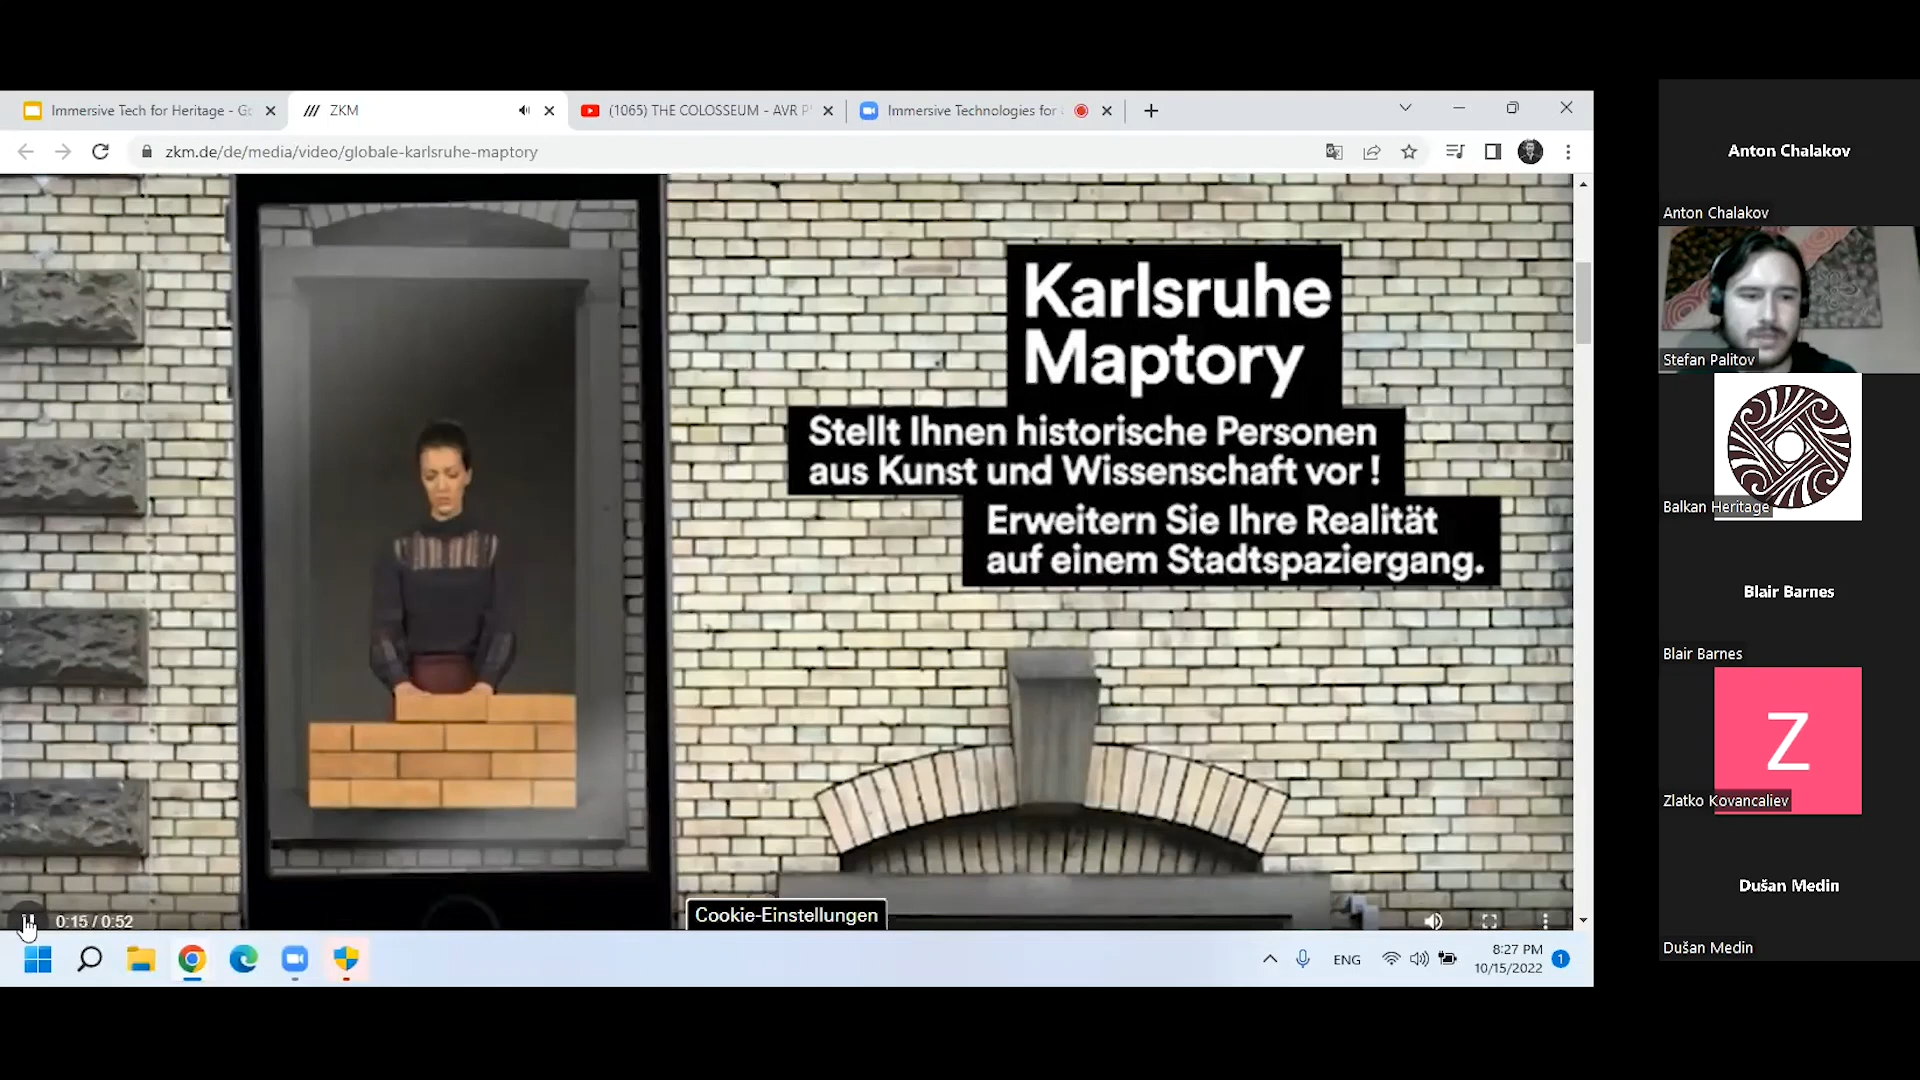 Immersive Tech for Heritage - Go
ZKM
(1065) THE COLOSSEUM - AVR P
Immersive Technologies for
zkm.de/de/media/video/globale-karlsruhe-maptory
Karlsruhe
Maptory
Stellt Ihnen historische Personen
aus Kunst und Wissenschaft vor !
Erweitern Sie Ihre Realität
auf einem Stadtspaziergang.
0:15 / 0:52
Cookie-Einstellungen
ENG
8:27 PM
10/15/2022
1
Anton Chalakov
Anton Chalakov
Stefan Palitov
Balkan Heritage
Blair Barnes
Blair Barnes
Z
Zlatko Kovancaliev
Dušan Medin
Dušan Medin